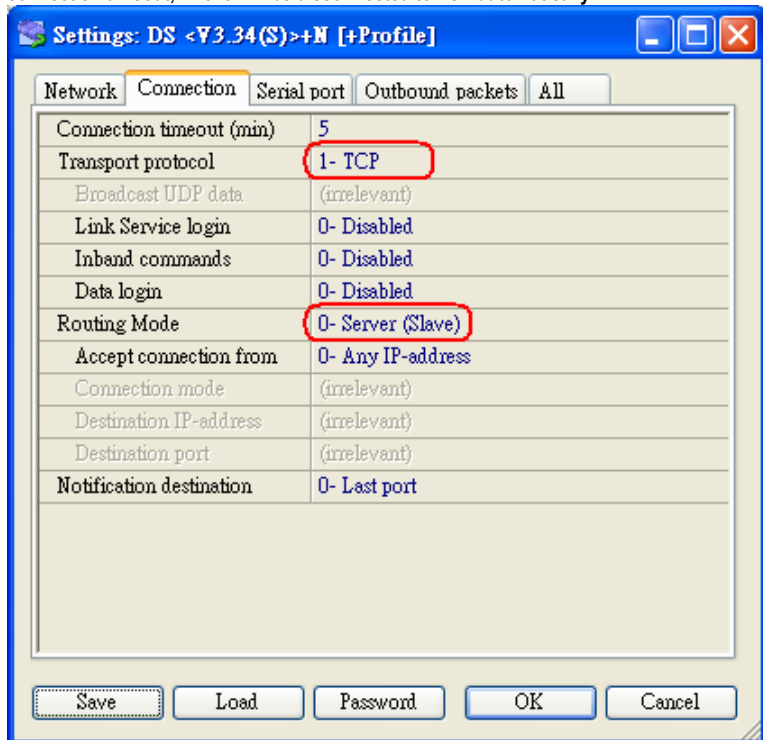 Settings: DS <V3.34(S)>+N [+Profile]
Network Connection Serial port Outbound packets All
Connection timeout (min) 5
Transport protocol 1- TCP
Broadcast UDP data (irrelevant)
Link Service login 0- Disabled
Inband commands 0- Disabled
Data login 0- Disabled
Routing Mode 0- Server (Slave)
Accept connection from 0- Any IP-address
Connection mode (irrelevant)
Destination IP-address (irrelevant)
Destination port (irrelevant)
Notification destination 0- Last port
Save Load Password OK Cancel